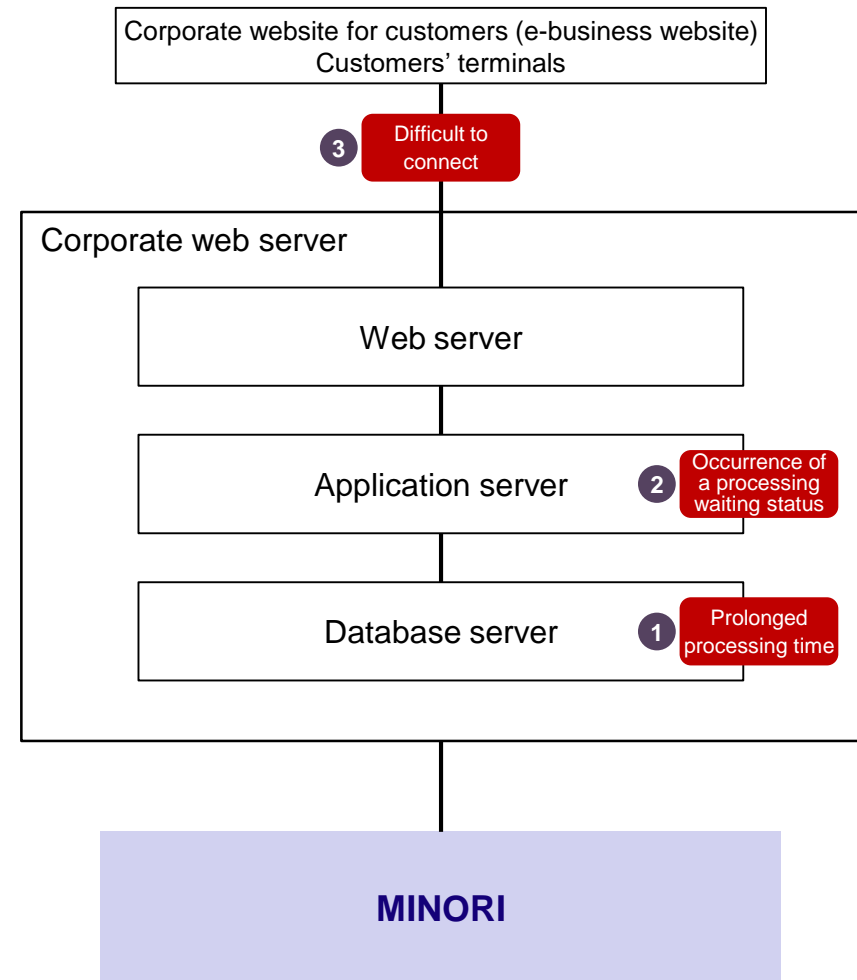 Corporate website for customers (e-business website)
Customers’ terminals
3
Difficult to
connect
Corporate web server
Web server
Application server
2
Occurrence of
a processing
waiting status
Database server
1
Prolonged
processing time
MINORI